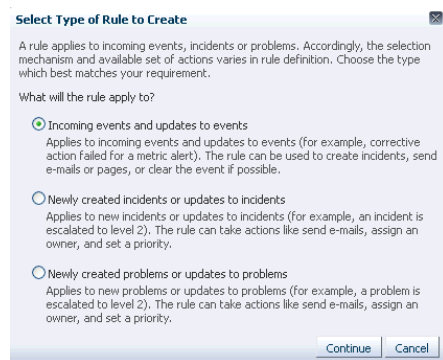 Select Type of Rule to Create
A rule applies to incoming events, incidents or problems. Accordingly, the selection
mechanism and available set of actions varies in rule definition. Choose the type
which best matches your requirement.
What will the rule apply to?
Incoming events and updates to events
Applies to incoming events and updates to events (for example, corrective
action failed for a metric alert). The rule can be used to create incidents, send
e-mails or pages, or clear the event if possible.
Newly created incidents or updates to incidents
Applies to new incidents or updates to incidents (for example, an incident is
escalated to level 2). The rule can take actions like send e-mails, assign an
owner, and set a priority.
Newly created problems or updates to problems
Applies to new problems or updates to problems (for example, a problem is
escalated to level 2). The rule can take actions like send e-mails, assign an
owner, and set a priority.
Continue Cancel